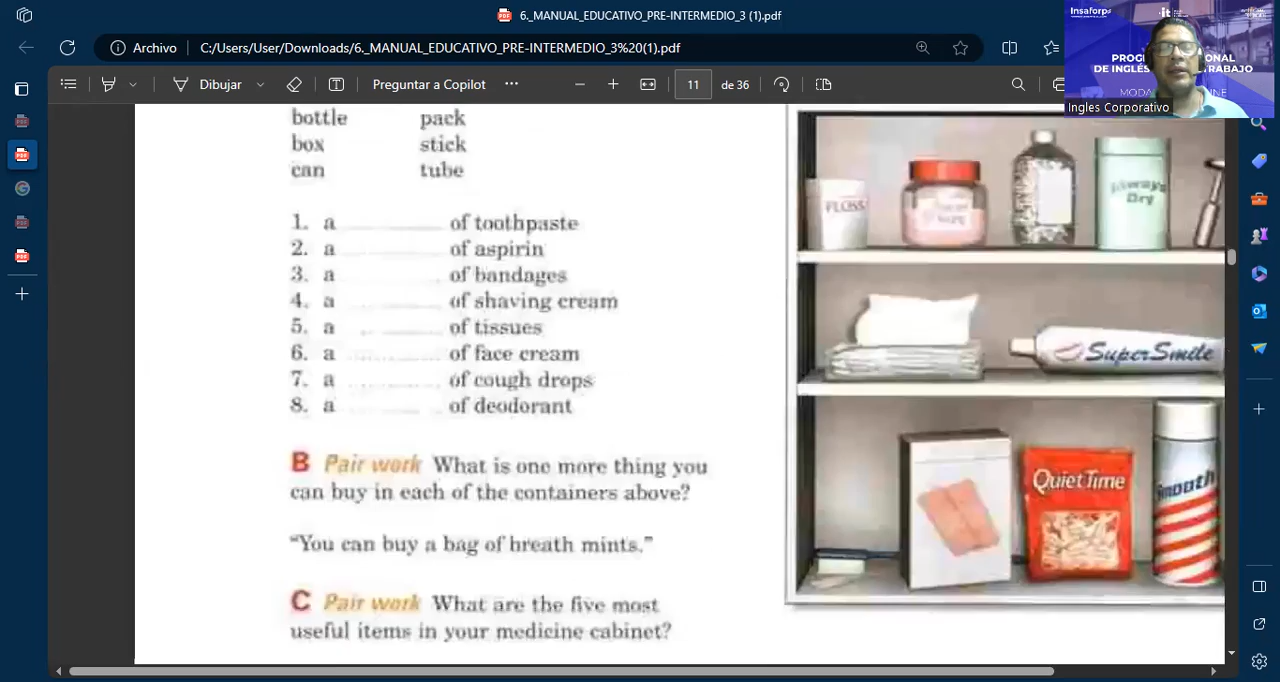 6._MANUAL_EDUCATIVO_PRE-INTERMEDIO_3 (1).pdf
Archivo
C:/Users/User/Downloads/6._MANUAL_EDUCATIVO_PRE-INTERMEDIO_3%20(1).pdf
Dibujar
Preguntar a Copilot
11
de 36
Insaforp
it
DE INGLÉS
TRABAJO
Ingles Corporativo
bottle pack
box stick
can tube
1. a of toothpaste
2. a of aspirin
3. a of bandages
4. a of shaving cream
5. a of tissues
6. a of face cream
7. a of cough drops
8. a of deodorant
B Pair work What is one more thing you
can buy in each of the containers above?
"You can buy a bag of breath mints."
C Pair work What are the five most
useful items in your medicine cabinet?
FLOSS
Always
Dry
SuperSmile
QuietTime
Smooth